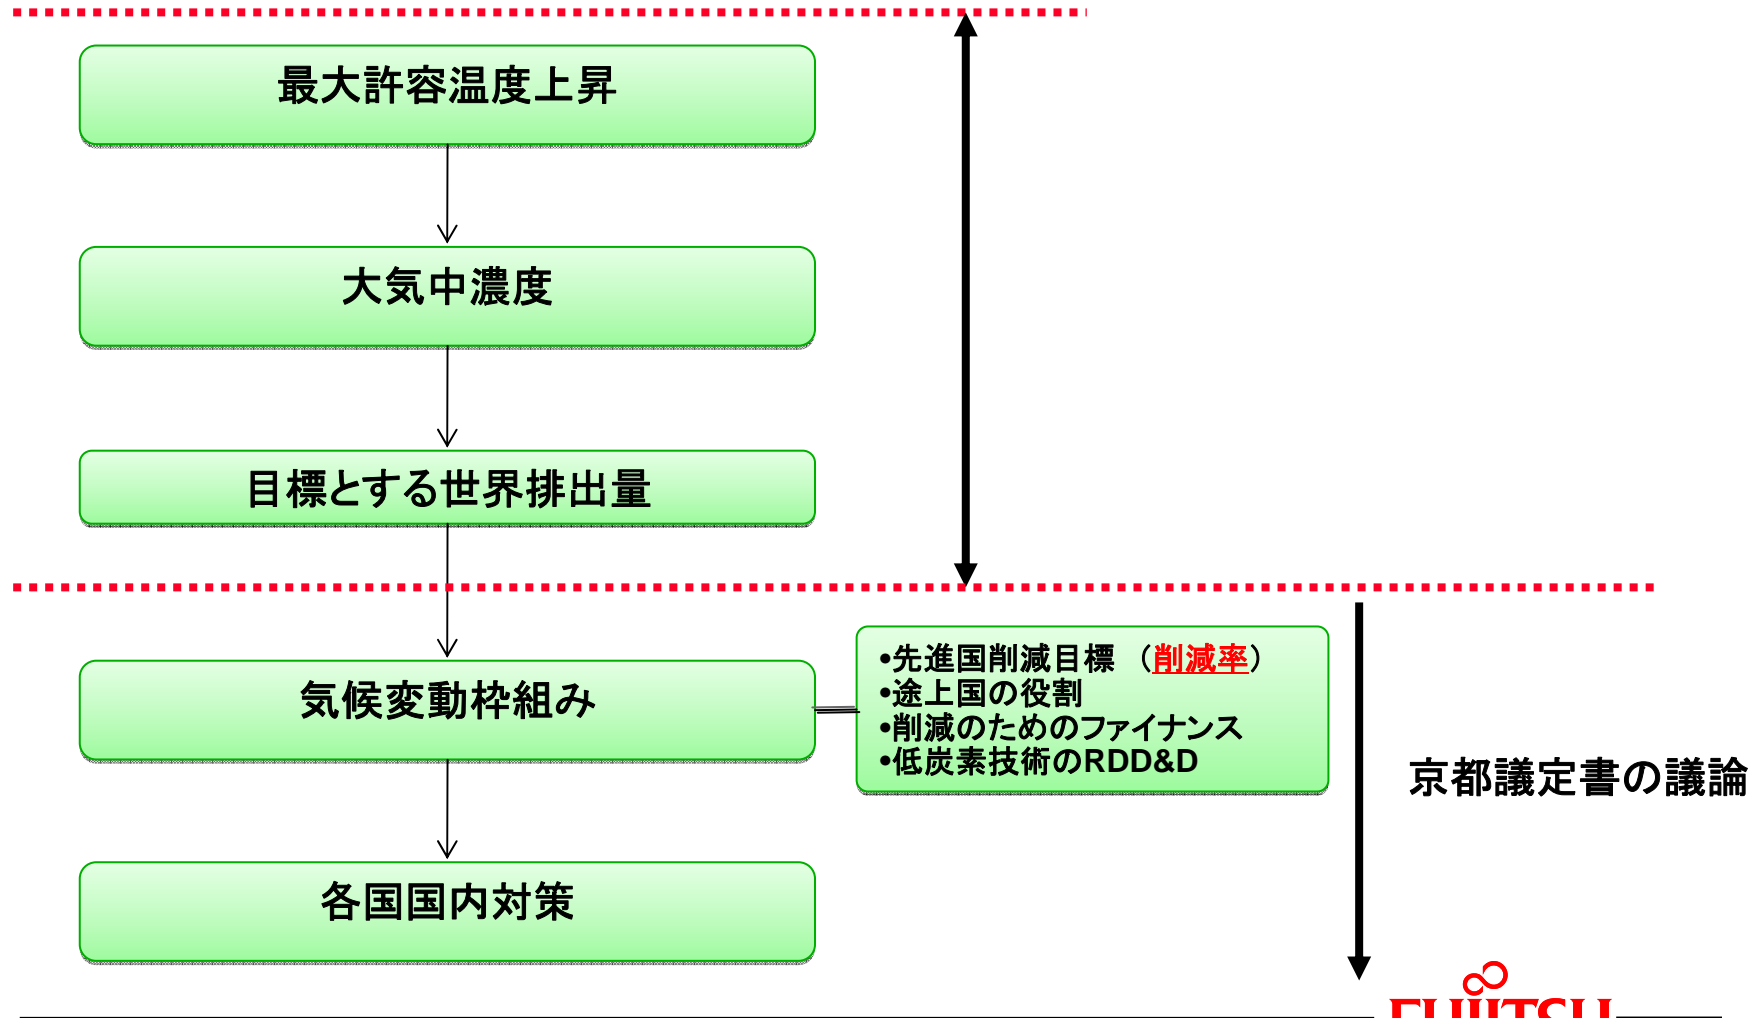 最大許容温度上昇
大気中濃度
目標とする世界排出量
気候変動枠組み
•先進国削減目標 （削減率）
•途上国の役割
•削減のためのファイナンス
•低炭素技術のRDD&D
京都議定書の議論
各国国内対策
FUJITSU